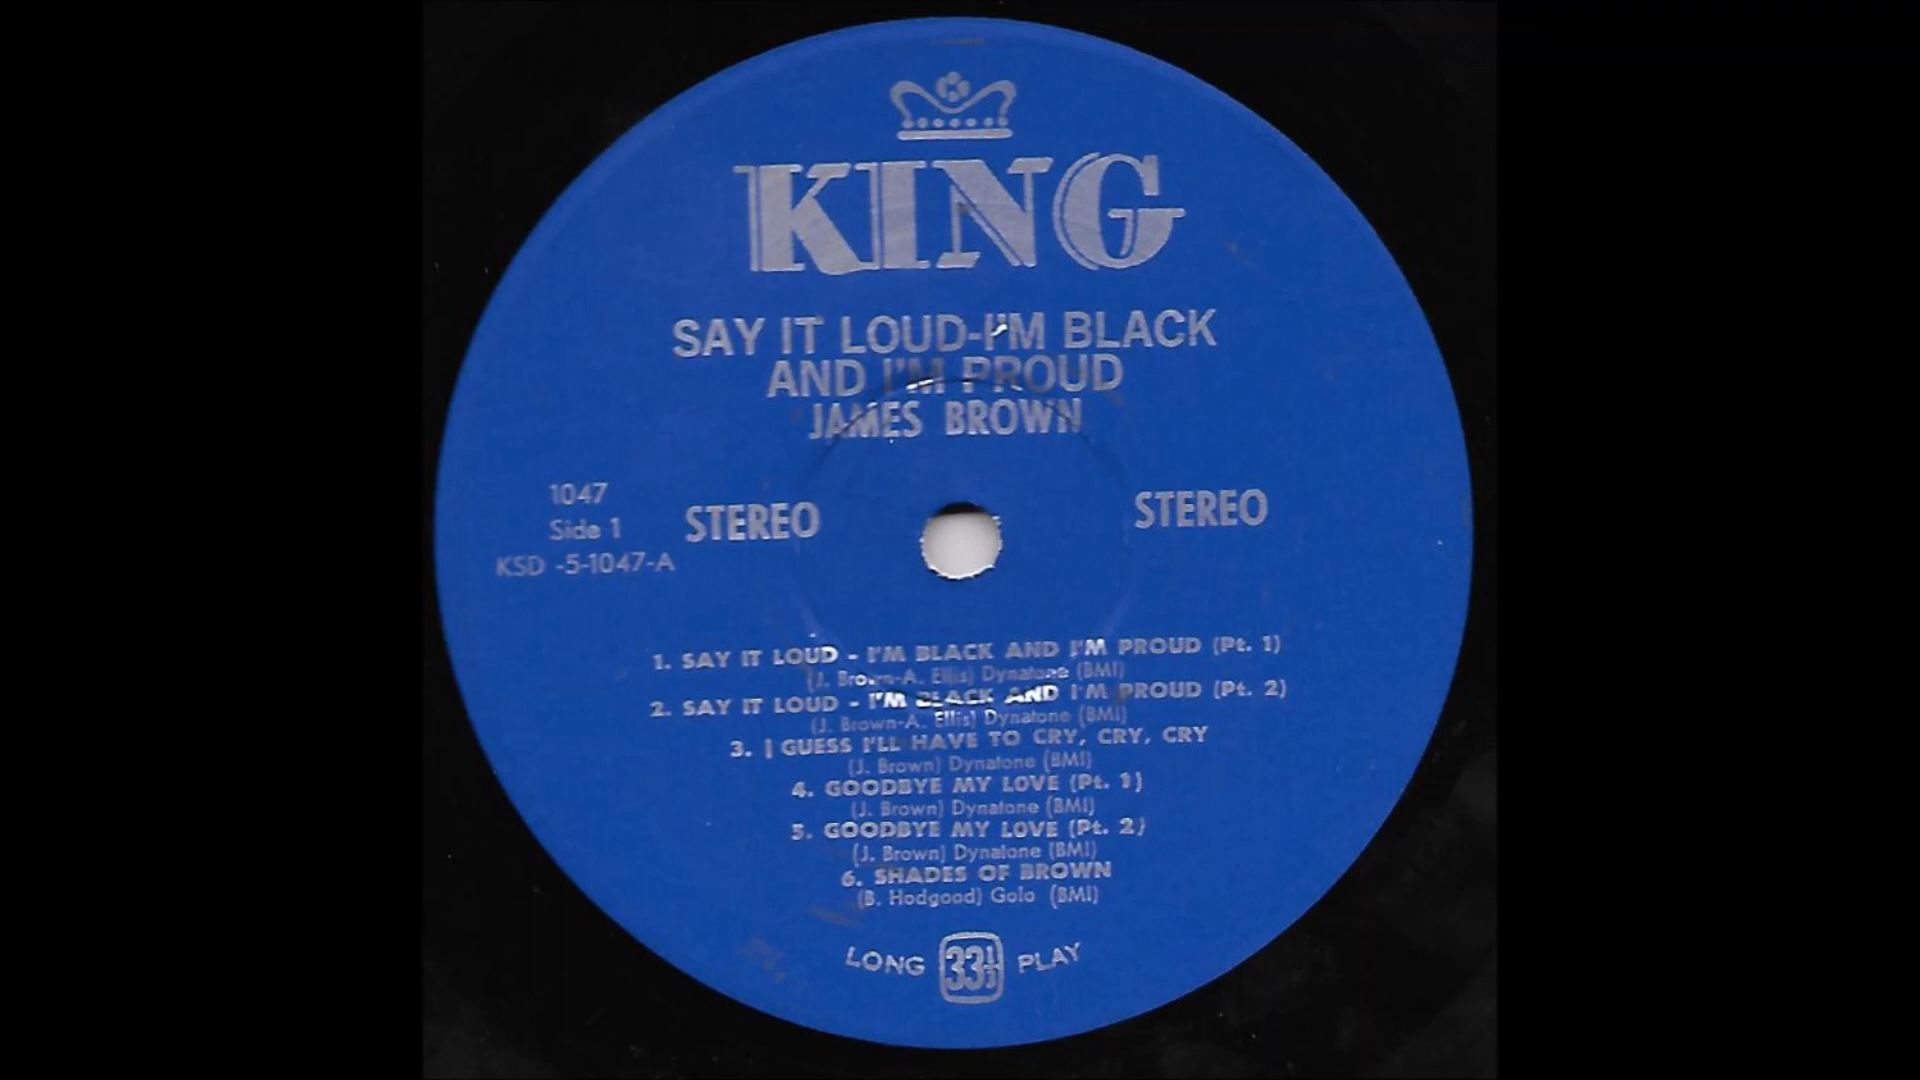 KING
SAY IT LOUD-I'M BLACK
AND I'M PROUD
JAMES BROWN
1047
Side 1
KSD -5-1047-A
STEREO
STEREO
1. SAY IT LOUD - I'M BLACK AND I'M PROUD (Pt. 1)
(J. Brown-A. Ellis) Dynatone (BMI)
2. SAY IT LOUD - I'M BLACK AND I'M PROUD (Pt. 2)
(J. Brown-A. Ellis) Dynatone (BMI)
3. I GUESS I'LL HAVE TO CRY, CRY, CRY
(J. Brown) Dynatone (BMI)
4. GOODBYE MY LOVE (Pt. 1)
(J. Brown) Dynatone (BMI)
5. GOODBYE MY LOVE (Pt. 2)
(J. Brown) Dynatone (BMI)
6. SHADES OF BROWN
(B. Hodgood) Golo (BMI)
LONG 33 1/3 PLAY